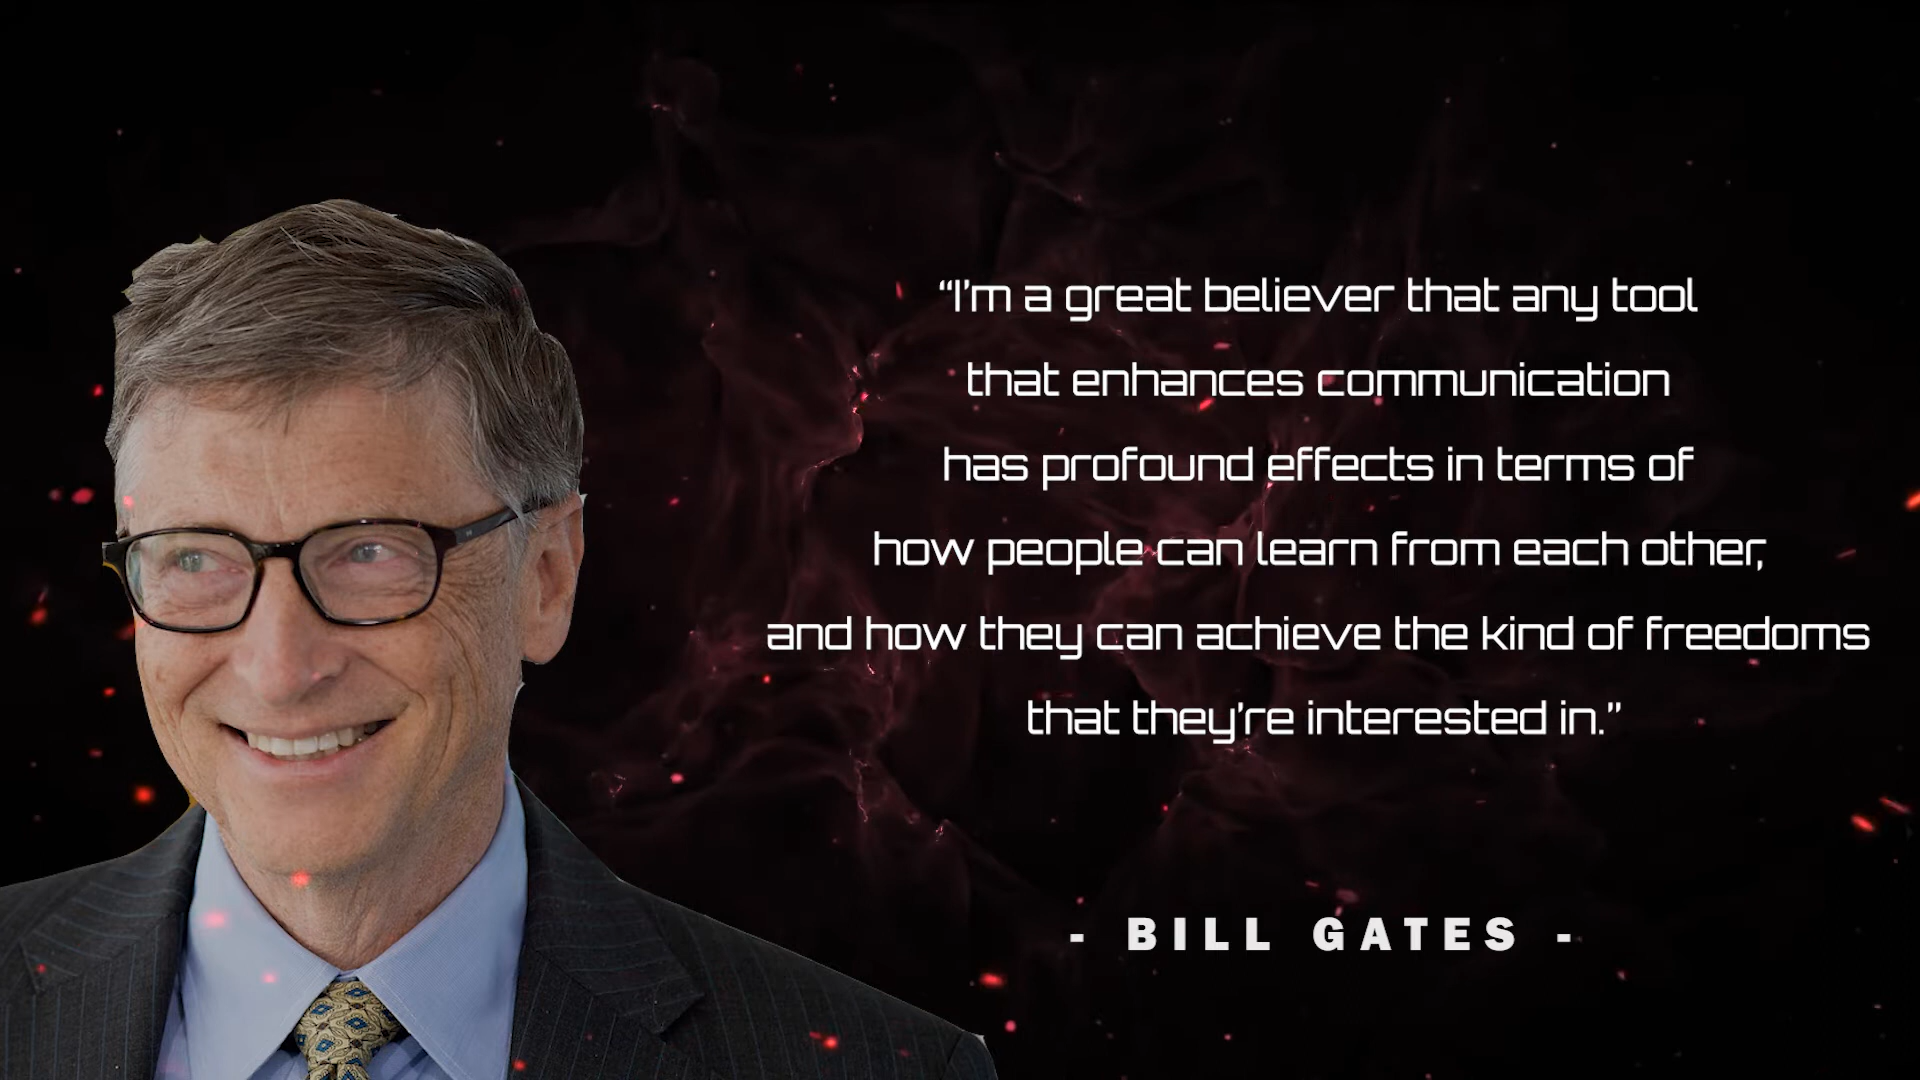 “I’m a great believer that any tool
that enhances communication
has profound effects in terms of
how people can learn from each other,
and how they can achieve the kind of freedoms
that they’re interested in.”
- BILL GATES -